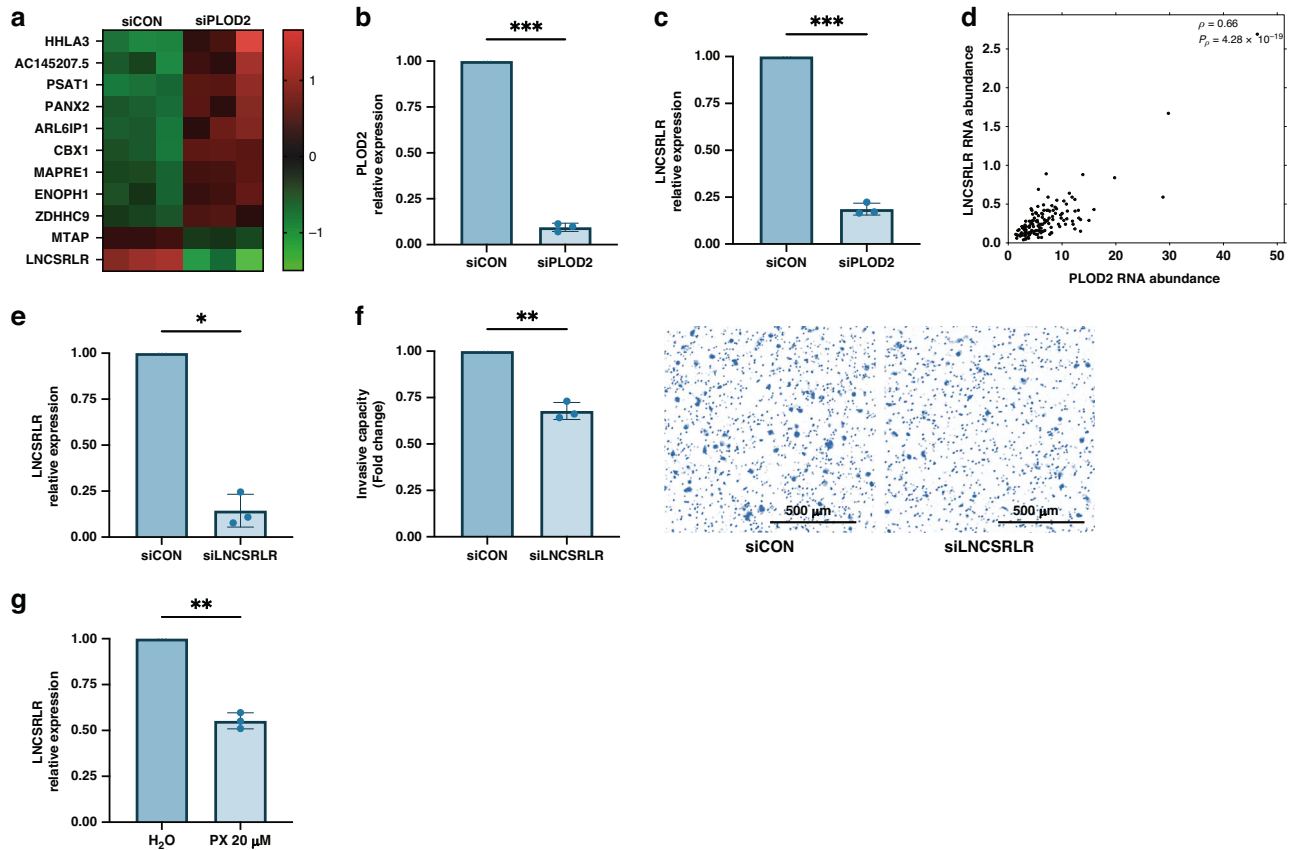 a
siCON siPLOD2
HHLA3
AC145207.5
PSAT1
PANX2
ARL6IP1
CBX1
MAPRE1
ENOPH1
ZDHHC9
MTAP
LNCSRLR
1
0
−1
b
***
PLOD2
relative expression
1.00
0.75
0.50
0.25
0.00
siCON siPLOD2
c
***
LNCSRLR
relative expression
1.00
0.75
0.50
0.25
0.00
siCON siPLOD2
d
ρ = 0.66
Pρ = 4.28 × 10−19
LNCSRLR RNA abundance
2.5
2.0
1.5
1.0
0.5
0.0
0 10 20 30 40 50
PLOD2 RNA abundance
e
*
LNCSRLR
relative expression
1.00
0.75
0.50
0.25
0.00
siCON siLNCSRLR
f
**
Invasive capacity
(Fold change)
1.00
0.75
0.50
0.25
0.00
siCON siLNCSRLR
500 μm 500 μm
siCON siLNCSRLR
g
**
LNCSRLR
relative expression
1.00
0.75
0.50
0.25
0.00
H2O PX 20 μM